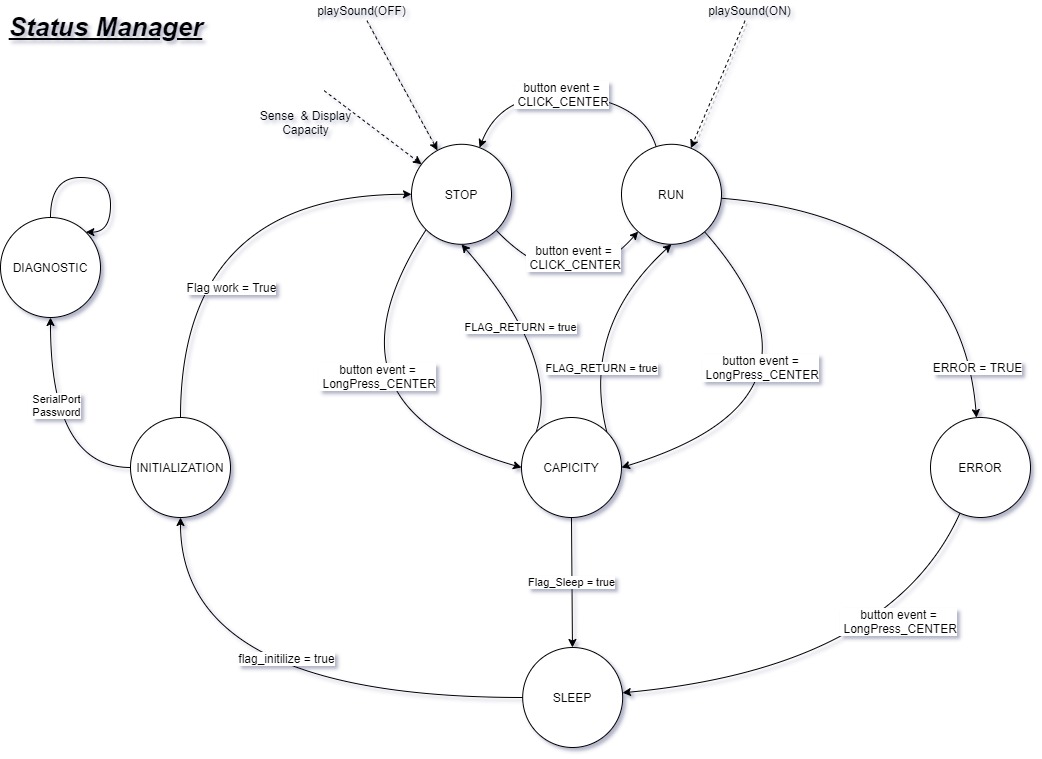 playSound(OFF)
playSound(ON)
Status Manager
button event =
CLICK_CENTER
Sense & Display
Capacity
STOP
RUN
button event =
CLICK_CENTER
DIAGNOSTIC
Flag work = True
FLAG_RETURN = true
button event =
LongPress_CENTER
FLAG_RETURN = true
button event =
LongPress_CENTER
ERROR = TRUE
SerialPort
Password
INITIALIZATION
CAPICITY
ERROR
Flag_Sleep = true
button event =
LongPress_CENTER
flag_initilize = true
SLEEP